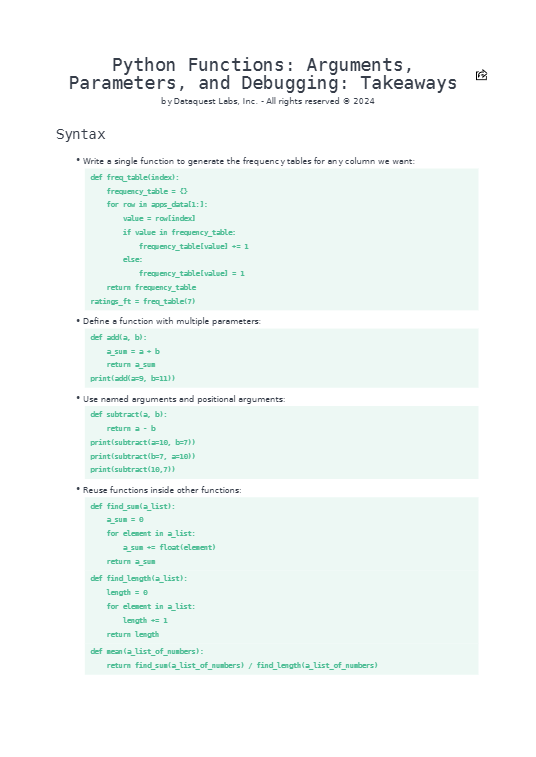 Python Functions: Arguments,
Parameters, and Debugging: Takeaways
by Dataquest Labs, Inc. - All rights reserved © 2024
Syntax
• Write a single function to generate the frequency tables for any column we want:
def freq_table(index):
    frequency_table = {}
    for row in apps_data[1:]:
        value = row[index]
        if value in frequency_table:
            frequency_table[value] += 1
        else:
            frequency_table[value] = 1
    return frequency_table
ratings_ft = freq_table(7)
• Define a function with multiple parameters:
def add(a, b):
    a_sum = a + b
    return a_sum
print(add(a=9, b=11))
• Use named arguments and positional arguments:
def subtract(a, b):
    return a - b
print(subtract(a=10, b=7))
print(subtract(b=7, a=10))
print(subtract(10,7))
• Reuse functions inside other functions:
def find_sum(a_list):
    a_sum = 0
    for element in a_list:
        a_sum += float(element)
    return a_sum
def find_length(a_list):
    length = 0
    for element in a_list:
        length += 1
    return length
def mean(a_list_of_numbers):
    return find_sum(a_list_of_numbers) / find_length(a_list_of_numbers)